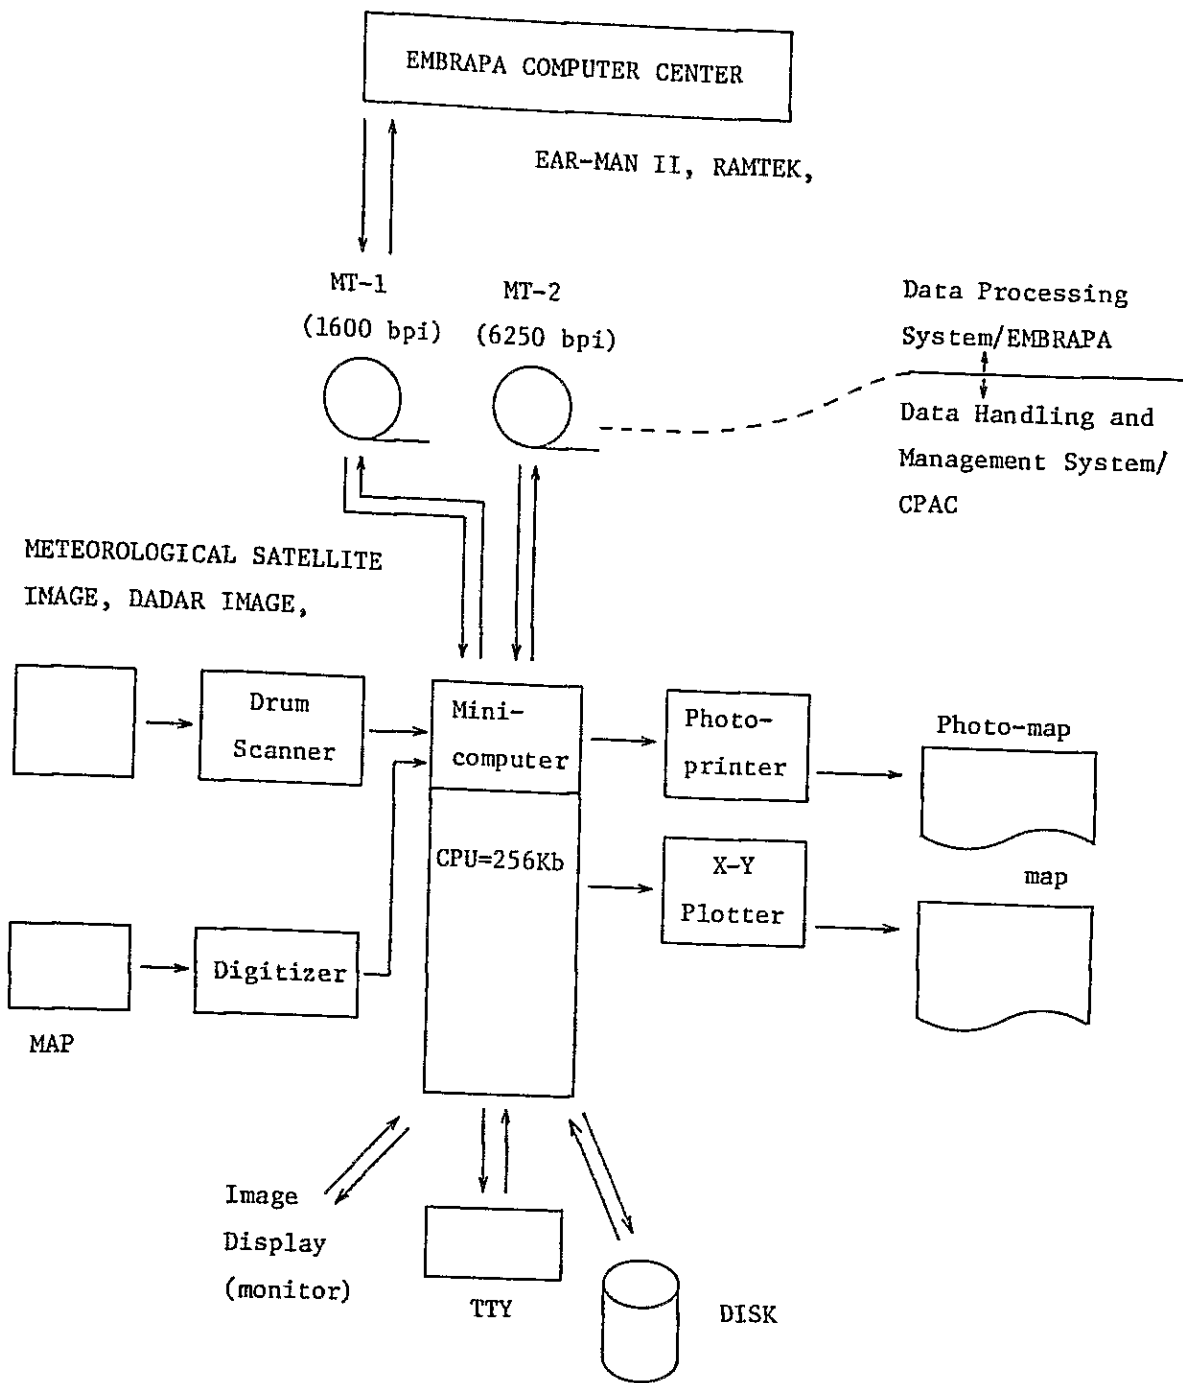 EMBRAPA COMPUTER CENTER
EAR-MAN II, RAMTEK,
MT-1
(1600 bpi)
MT-2
(6250 bpi)
Data Processing
System/EMBRAPA
Data Handling and
Management System/
CPAC
METEOROLOGICAL SATELLITE
IMAGE, DADAR IMAGE,
Drum
Scanner
Mini-
computer
Photo-
printer
Photo-map
CPU=256Kb
X-Y
Plotter
map
Digitizer
MAP
Image
Display
(monitor)
TTY
DISK